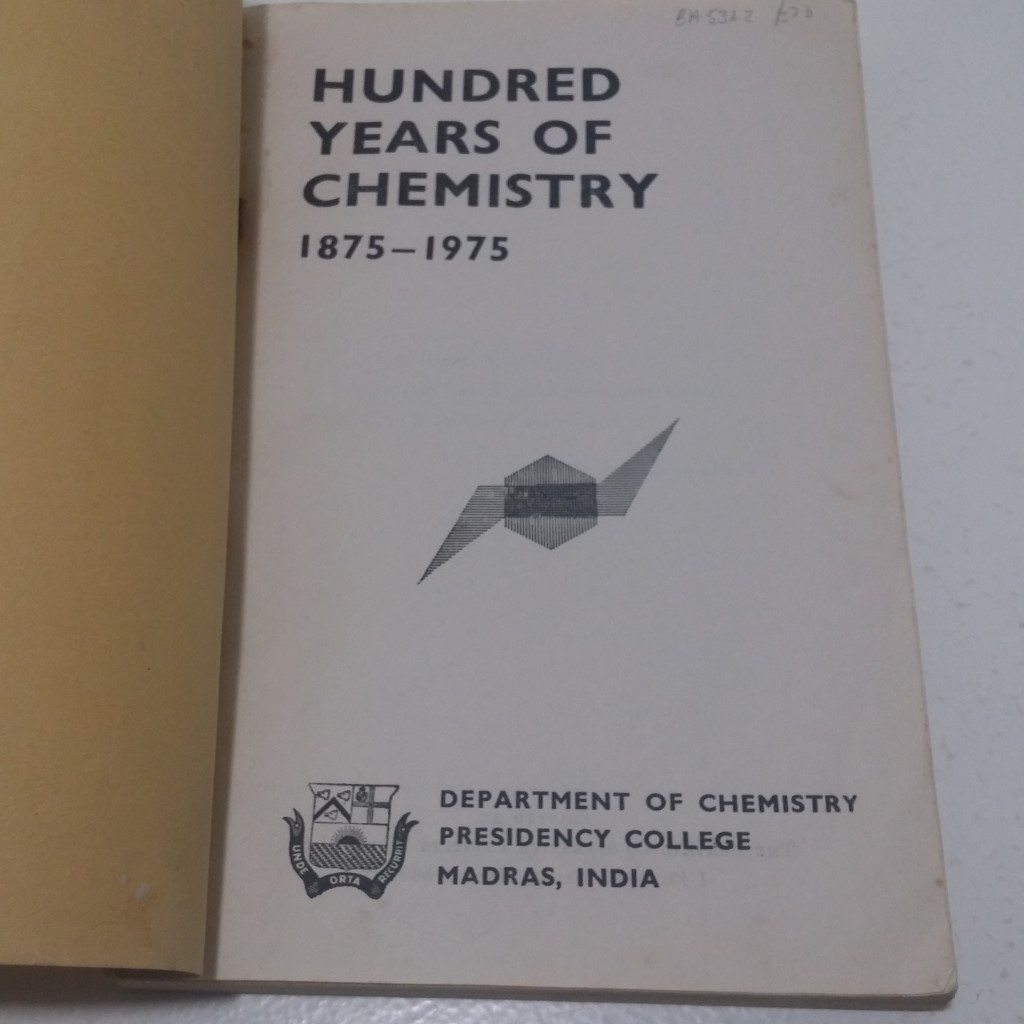 HUNDRED
YEARS OF
CHEMISTRY
1875–1975
UNDE ORTA RECURRIT
DEPARTMENT OF CHEMISTRY
PRESIDENCY COLLEGE
MADRAS, INDIA